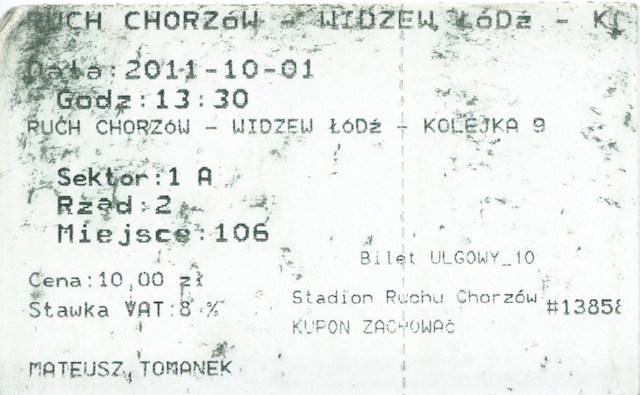 RUCH CHORZóW - WIDZEW ŁóDź - K
Data:2011-10-01
Godz:13:30
RUCH CHORZóW - WIDZEW ŁóDź - KOLEJKA 9
Sektor:1 A
Rząd:2
Miejsce:106
Bilet ULGOWY_10
Cena:10,00 zł
Stadion Ruchu Chorzów #13858
Stawka VAT:8 %
KUPON ZACHOWAć
MATEUSZ TOMANEK